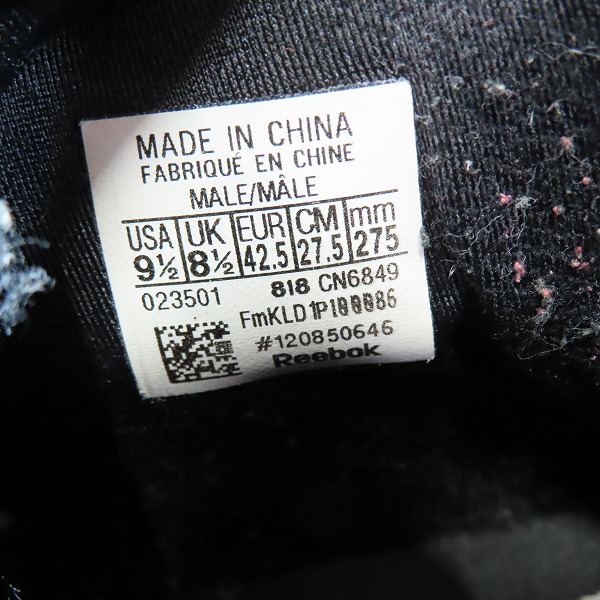 MADE IN CHINA
FABRIQUÉ EN CHINE
MALE/MÂLE
USA UK EUR CM mm
9½ 8½ 42.5 27.5 275
023501 818 CN6849
#120850646
Reebok